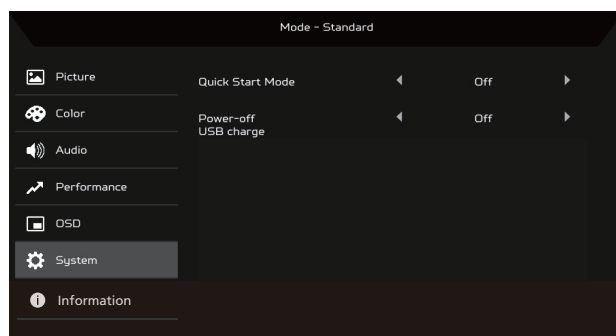 Mode - Standard
Picture
Quick Start Mode
Off
Color
Power-off
Off
USB charge
Audio
Performance
OSD
System
Information